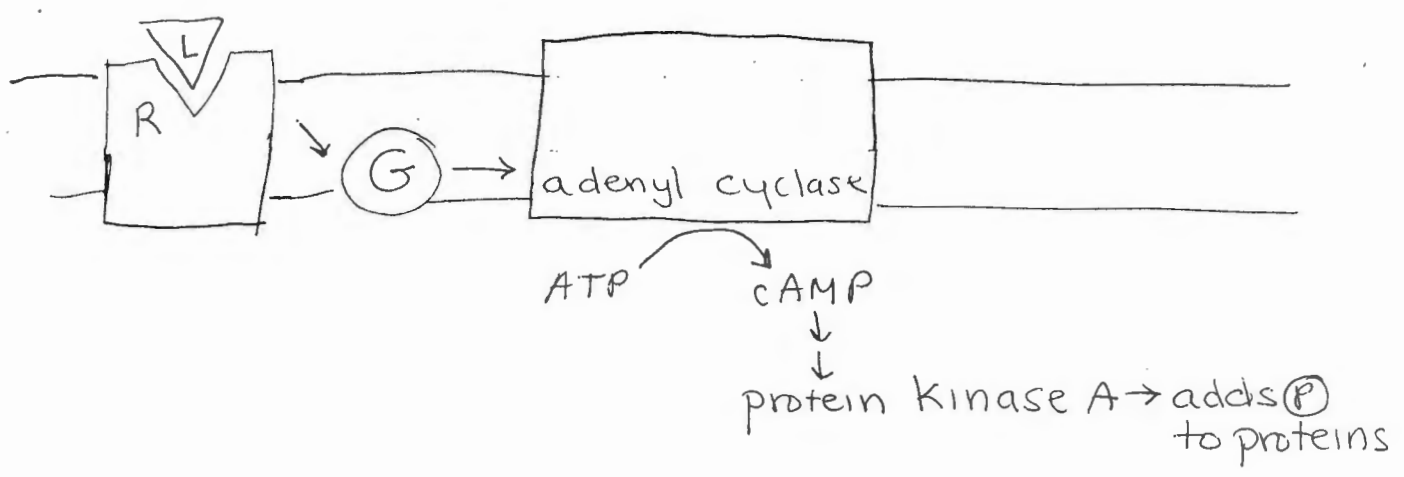 L
R
G
adenyl cyclase
ATP
cAMP
protein kinase A → adds Ⓟ
to proteins